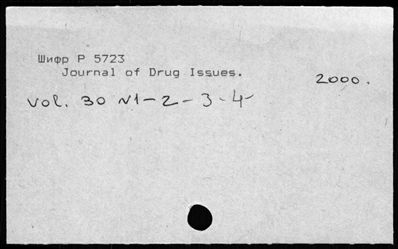 Шифр P 5723
Journal of Drug Issues.
2000.
vol. 30 N1-2-3-4-